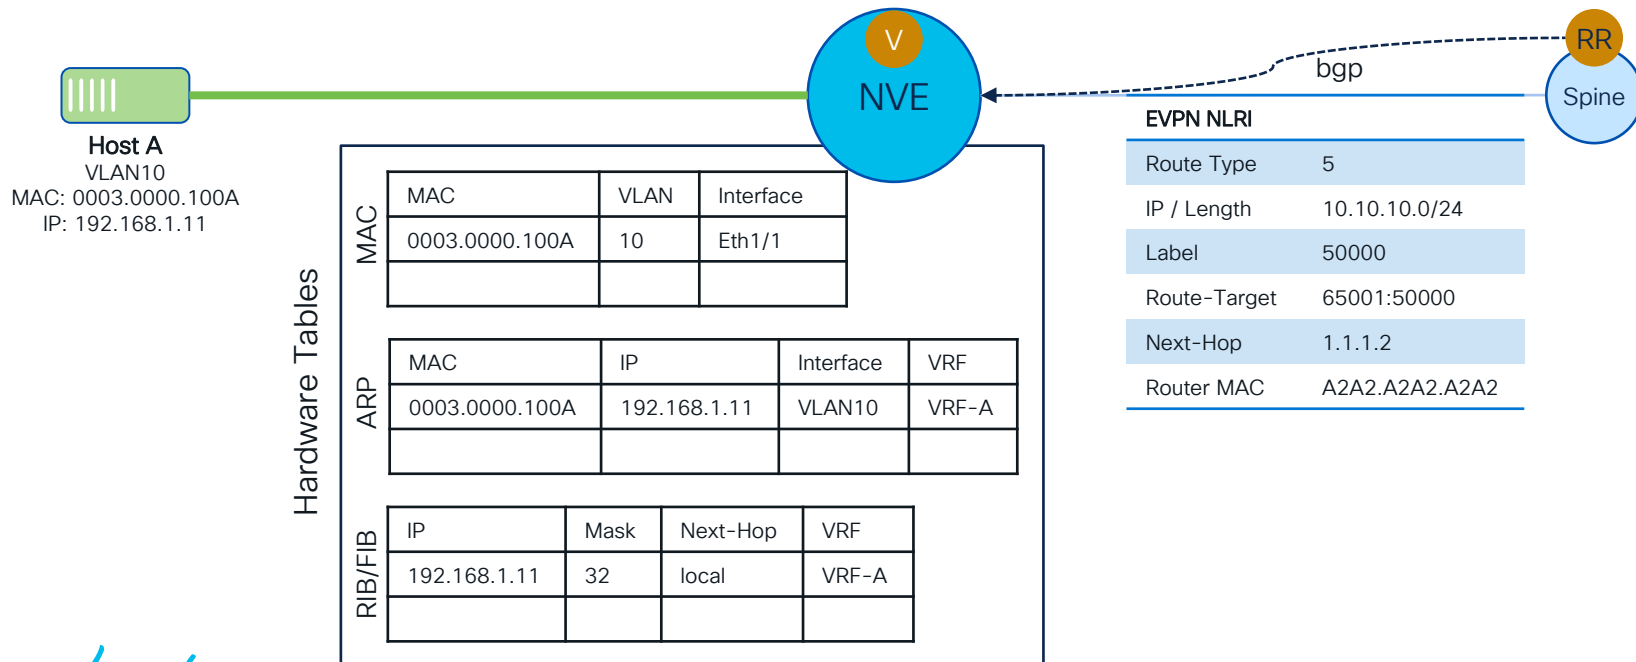 V
NVE
RR
Spine
bgp
Host A
VLAN10
MAC: 0003.0000.100A
IP: 192.168.1.11
Hardware Tables
MAC
MAC VLAN Interface
0003.0000.100A 10 Eth1/1
ARP
MAC IP Interface VRF
0003.0000.100A 192.168.1.11 VLAN10 VRF-A
RIB/FIB
IP Mask Next-Hop VRF
192.168.1.11 32 local VRF-A
EVPN NLRI
Route Type 5
IP / Length 10.10.10.0/24
Label 50000
Route-Target 65001:50000
Next-Hop 1.1.1.2
Router MAC A2A2.A2A2.A2A2